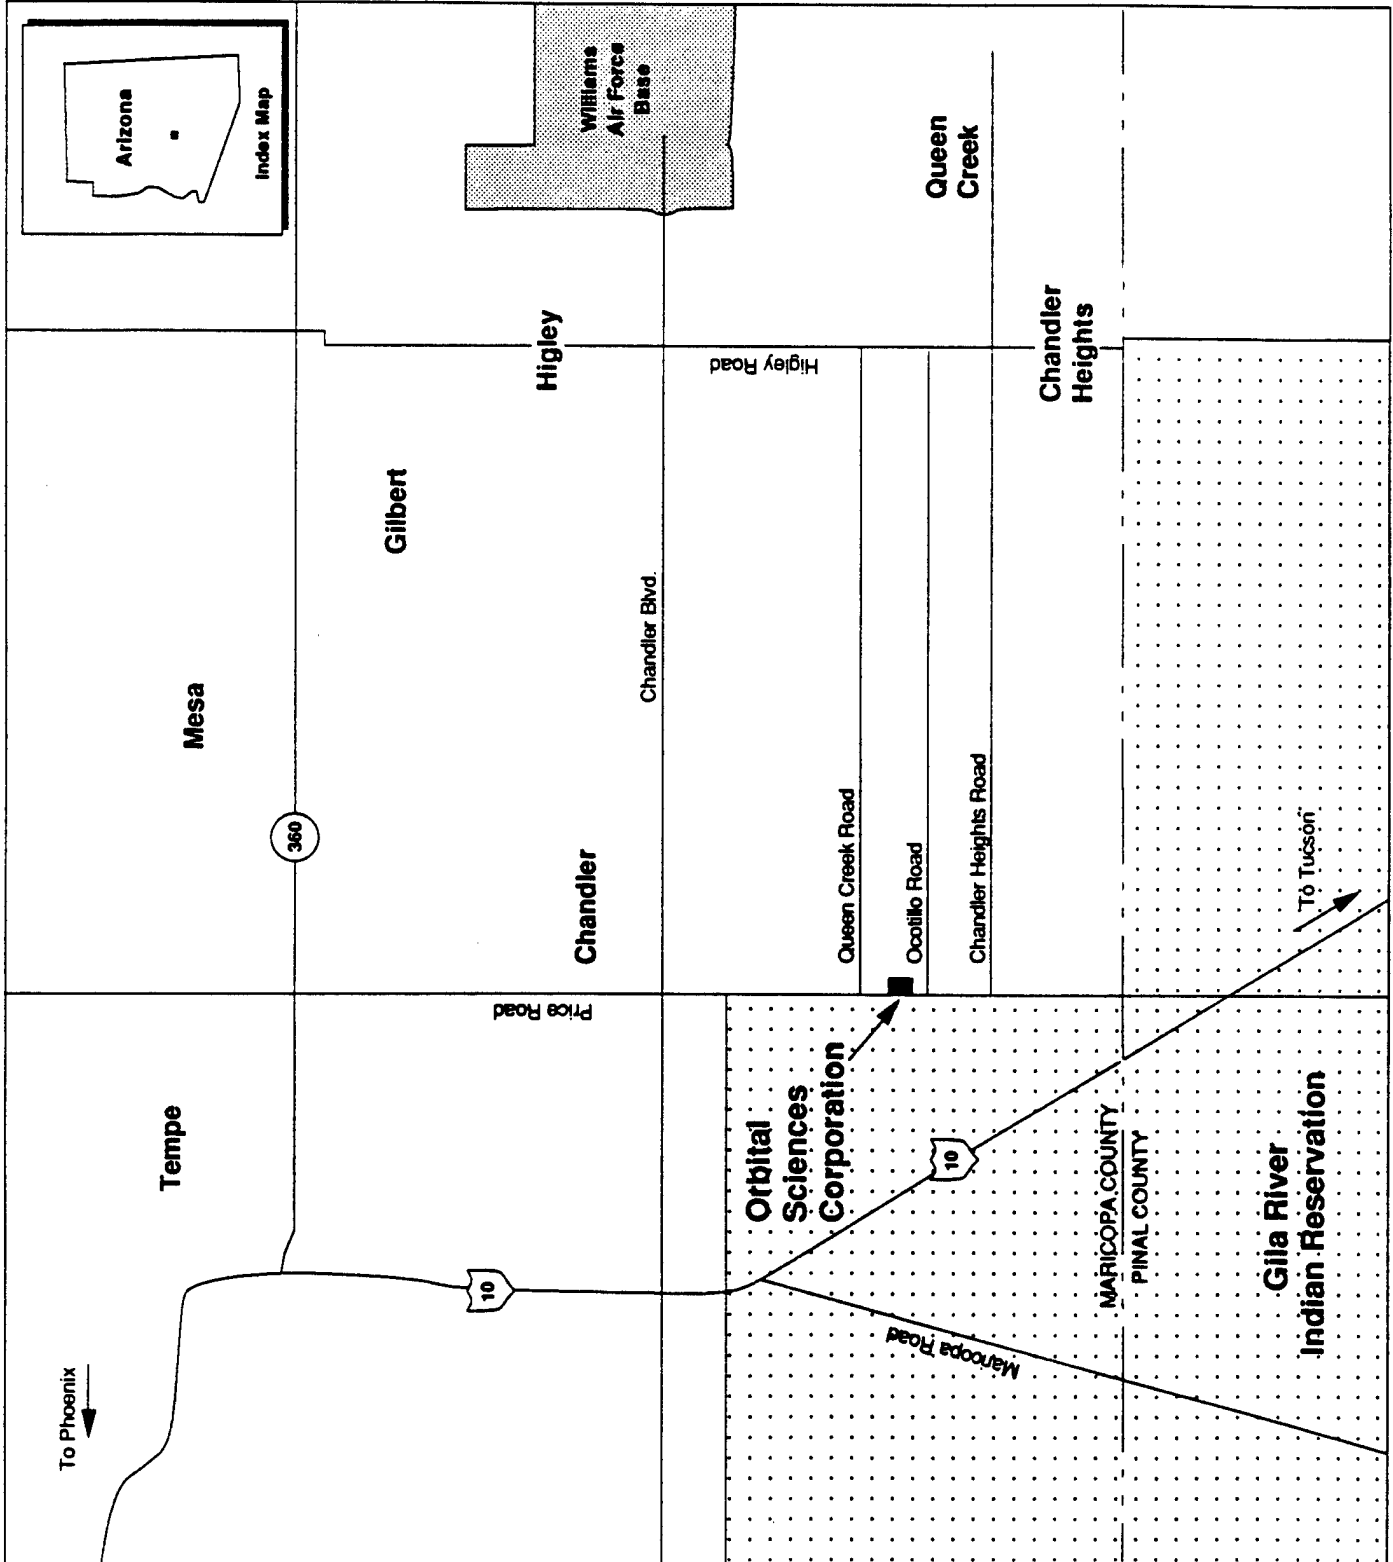 To Phoenix
Tempe
Mesa
360
Gilbert
Arizona
Index Map
10
Price Road
Chandler
Chandler Blvd.
Higley
Williams
Air Force
Base
Higley Road
Orbital
Sciences
Corporation
Queen Creek Road
Ocotillo Road
Chandler Heights Road
Queen
Creek
Chandler
Heights
10
Maricopa Road
MARICOPA COUNTY
PINAL COUNTY
Gila River
Indian Reservation
To Tucson